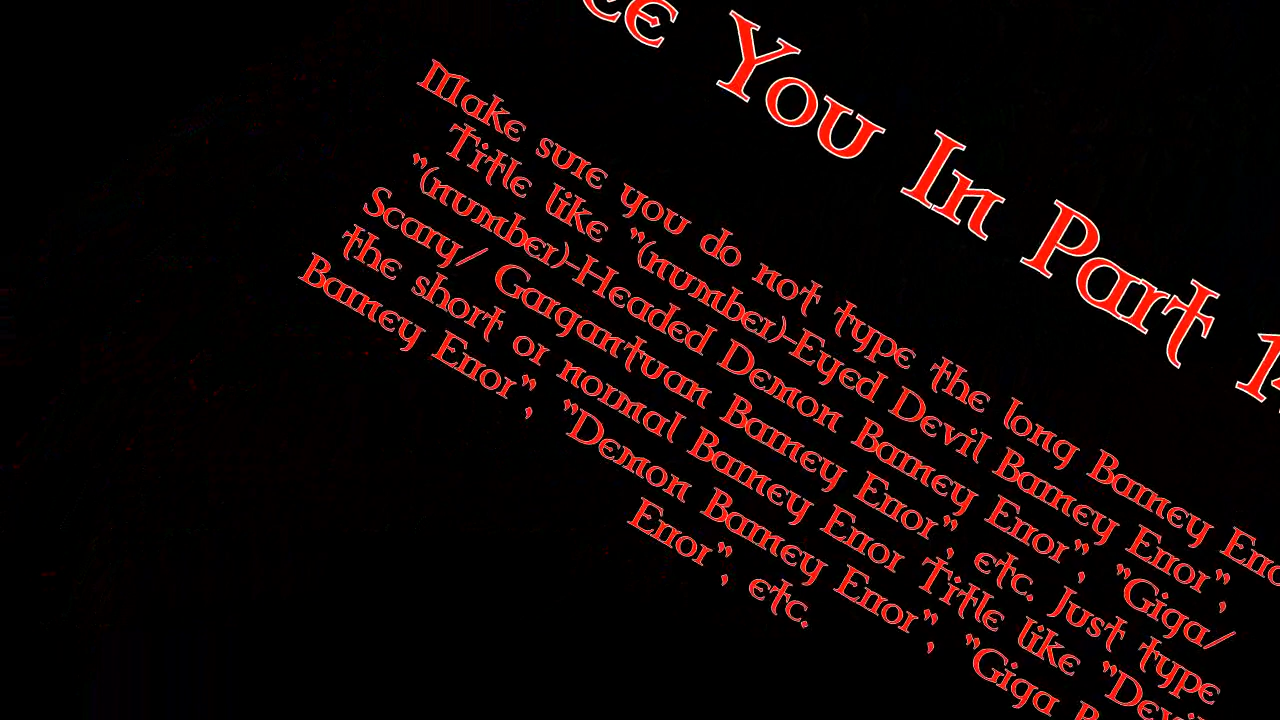 You In Part
Make sure you do not type the long Barney
Title like "(number)-Eyed Devil Barney Error",
"(number)-Headed Demon Barney Error", "Giga/
Scary/ Gargantuan Barney Error", etc. Just type
the short or normal Barney Error Title like
Barney Error", "Demon Barney Error", "Giga
Error", etc.